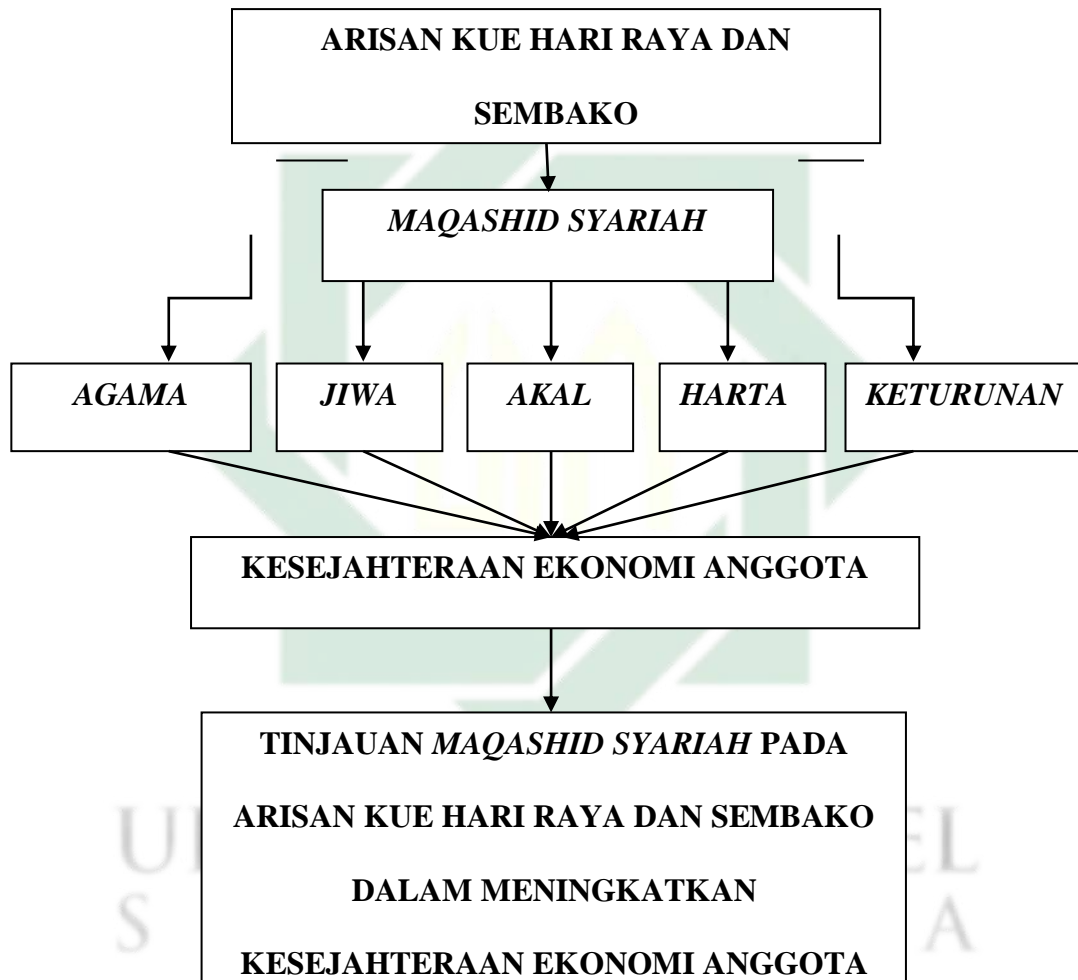 ARISAN KUE HARI RAYA DAN
SEMBAKO
MAQASHID SYARIAH
AGAMA
JIWA
AKAL
HARTA
KETURUNAN
KESEJAHTERAAN EKONOMI ANGGOTA
TINJAUAN MAQASHID SYARIAH PADA
ARISAN KUE HARI RAYA DAN SEMBAKO
DALAM MENINGKATKAN
KESEJAHTERAAN EKONOMI ANGGOTA